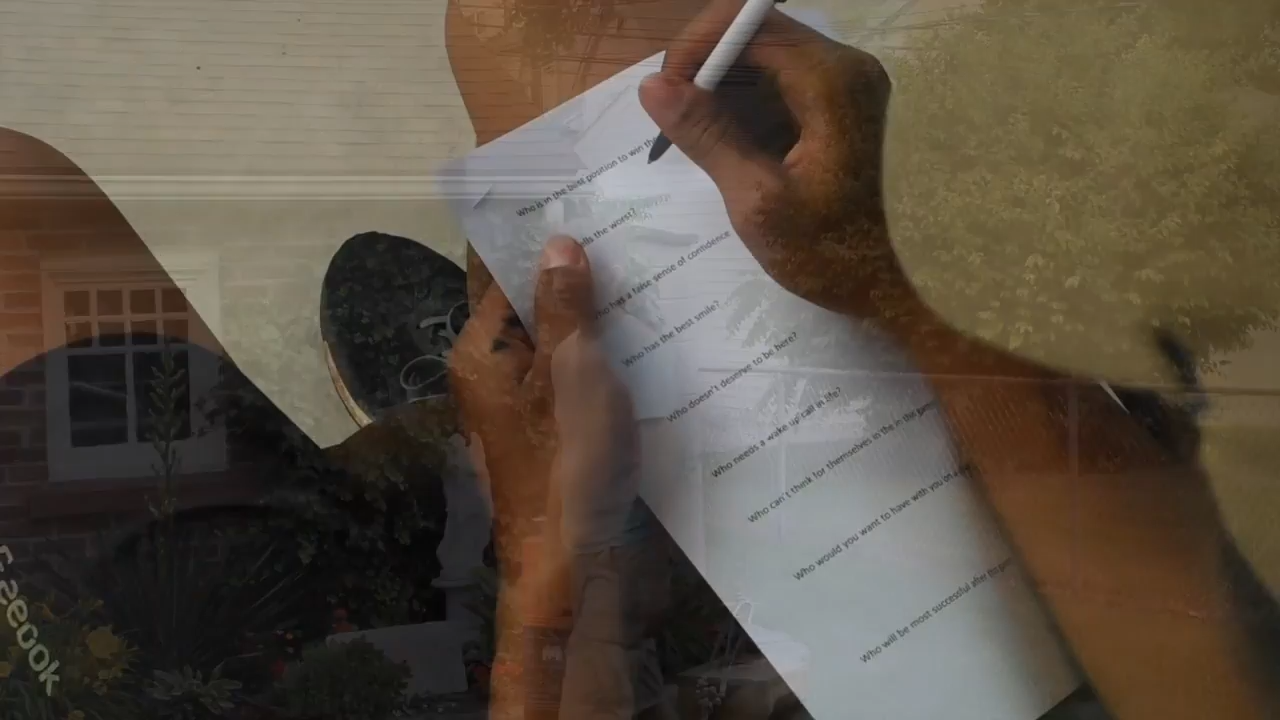 Who is in the best position to win
the worst?
has a false sense of confidence
Who has the best smile?
Who doesn't deserve to be here?
Who needs a wake up call in life?
Who can't think for themselves in the in the
Who would you want to have with you on
Who will be most successful after